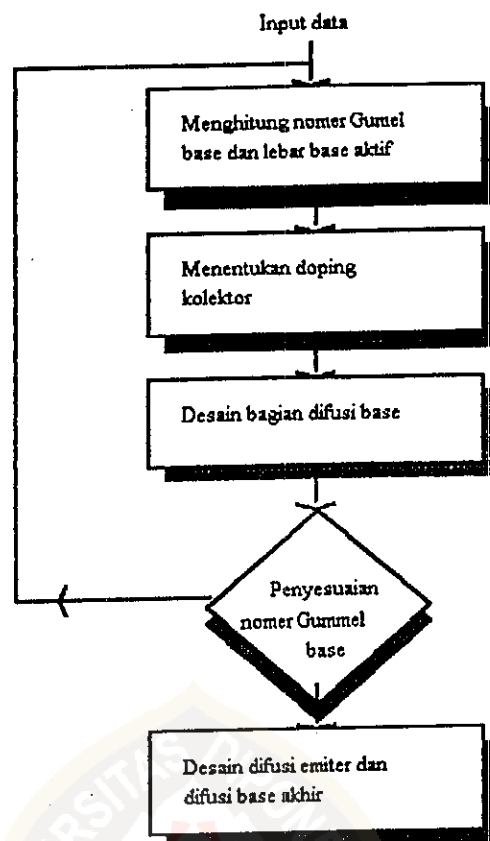 Input data
Menghitung nomer Gumel
base dan lebar base aktif
Menentukan doping
kolektor
Desain bagian difusi base
Penyesuaian
nomer Gummel
base
Desain difusi emiter dan
difusi base akhir